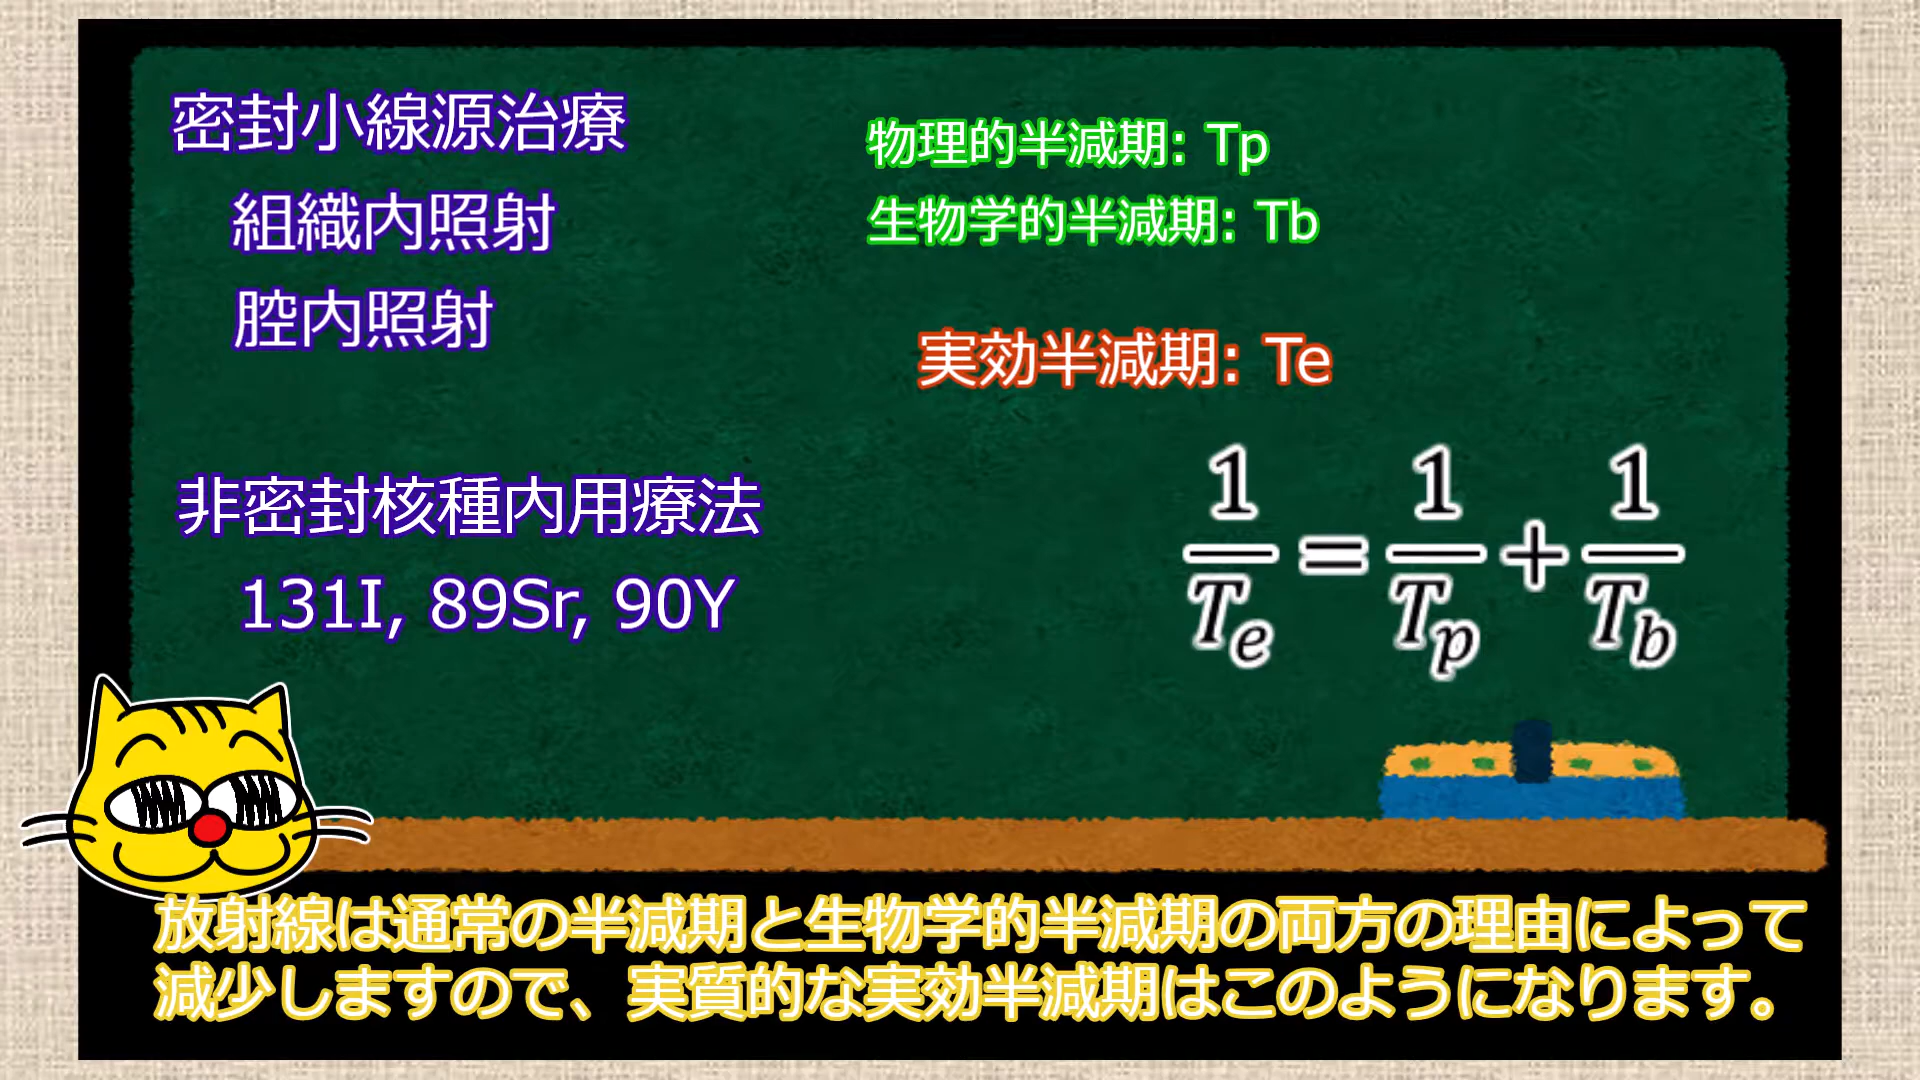 密封小線源治療
組織内照射
腔内照射
非密封核種内用療法
131I, 89Sr, 90Y
物理的半減期: Tp
生物学的半減期: Tb
実効半減期: Te
1/Te = 1/Tp + 1/Tb
放射線は通常の半減期と生物学的半減期の両方の理由によって
減少しますので、実質的な実効半減期はこのようになります。